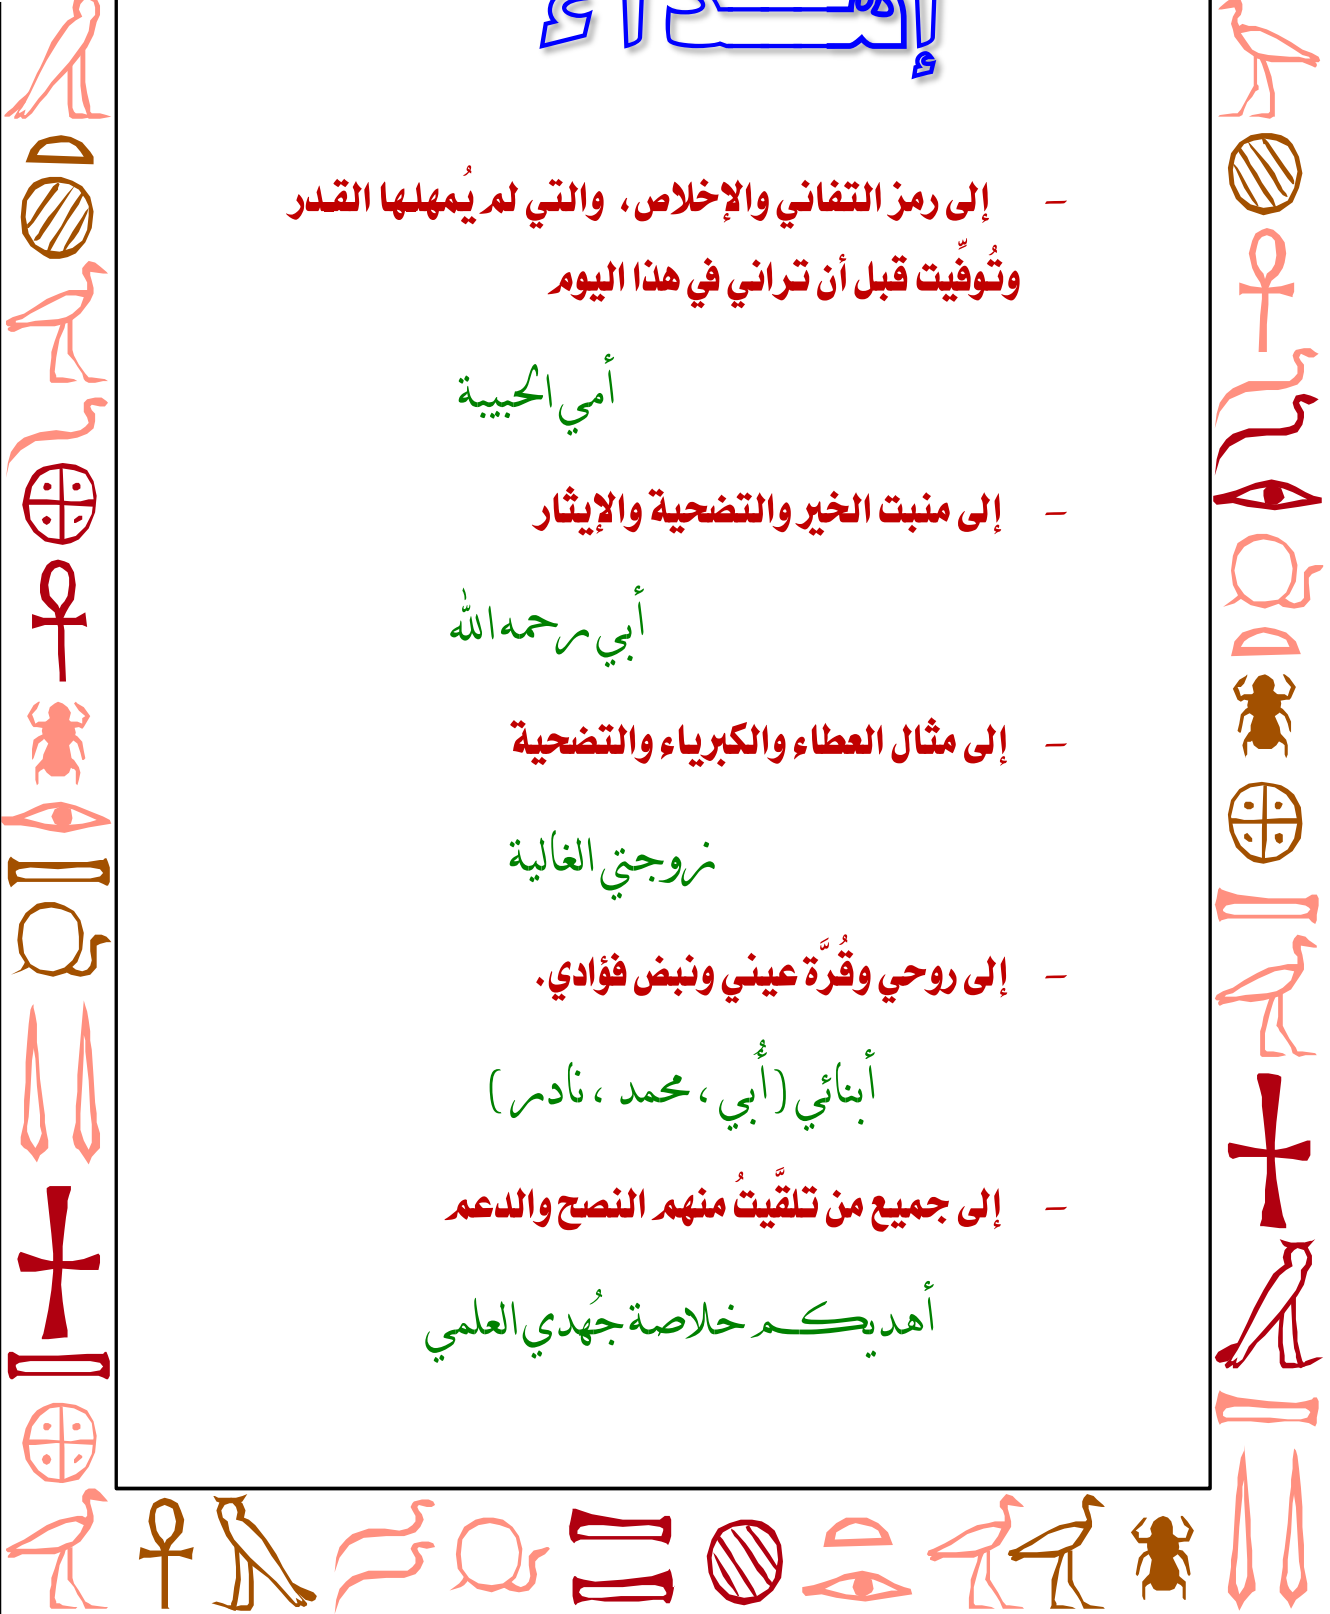 إهداء
- إلى رمز التفاني والإخلاص، والتي لم يُمهلها القدر
وتُوفِّيت قبل أن تراني في هذا اليوم
أمي الحبيبة
- إلى منبت الخير والتضحية والإيثار
أبي رحمه الله
- إلى مثال العطاء والكبرياء والتضحية
زوجتي الغالية
- إلى روحي وقُرَّة عيني ونبض فؤادي.
أبنائي (أُبي ، محمد ، نادر )
- إلى جميع من تلقَّيتُ منهم النصح والدعم
أهديكم خلاصة جُهدي العلمي